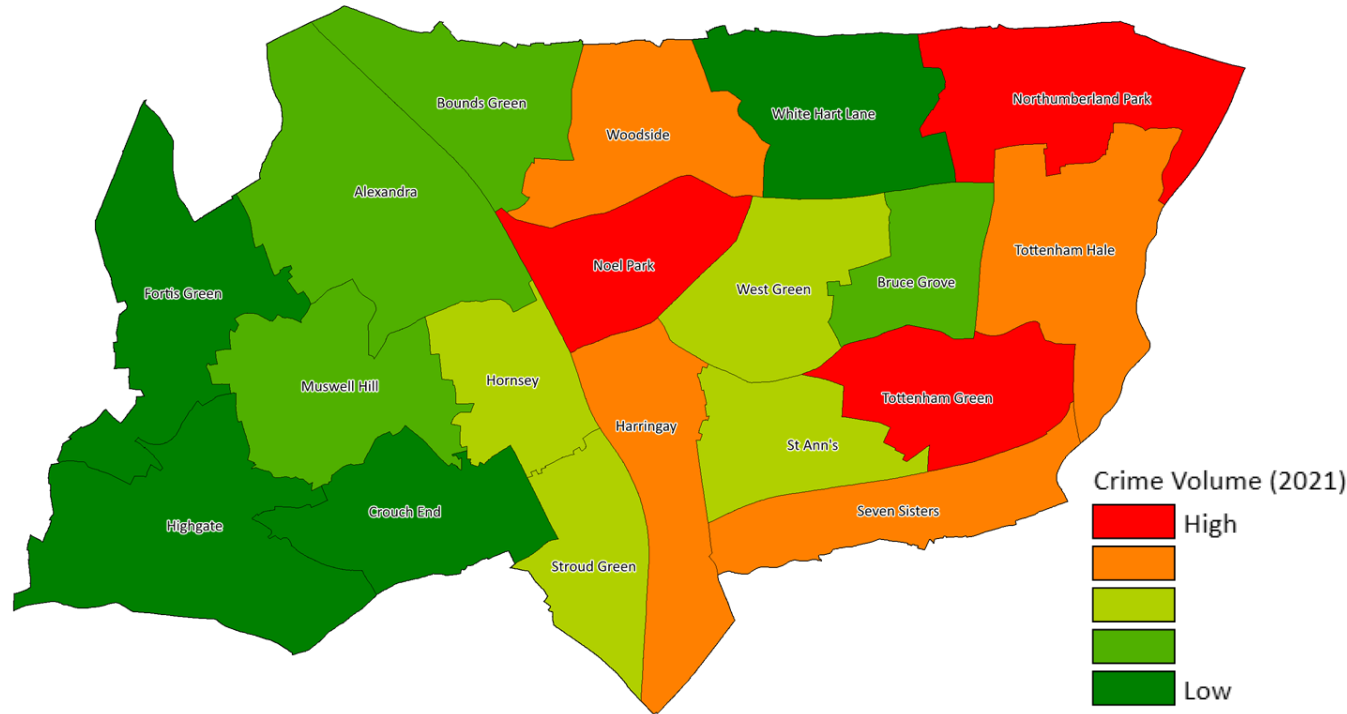 Bounds Green
Northumberland Park
White Hart Lane
Woodside
Alexandra
Tottenham Hale
Noel Park
Bruce Grove
West Green
Fortis Green
Hornsey
Muswell Hill
Tottenham Green
Harringay
St Ann's
Crime Volume (2021)
Seven Sisters
Crouch End
High
Highgate
Stroud Green
Low